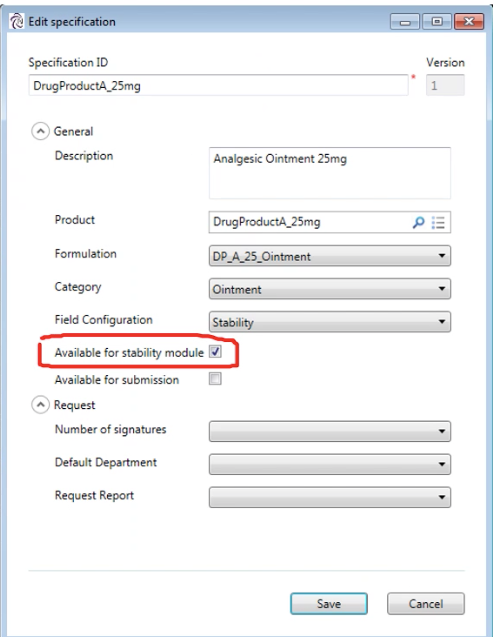 Edit specification
Specification ID
Version
DrugProductA_25mg
*
1
General
Description
Analgesic Ointment 25mg
Product
DrugProductA_25mg
Formulation
DP_A_25_Ointment
Category
Ointment
Field Configuration
Stability
Available for stability module
Available for submission
Request
Number of signatures
Default Department
Request Report
Save
Cancel